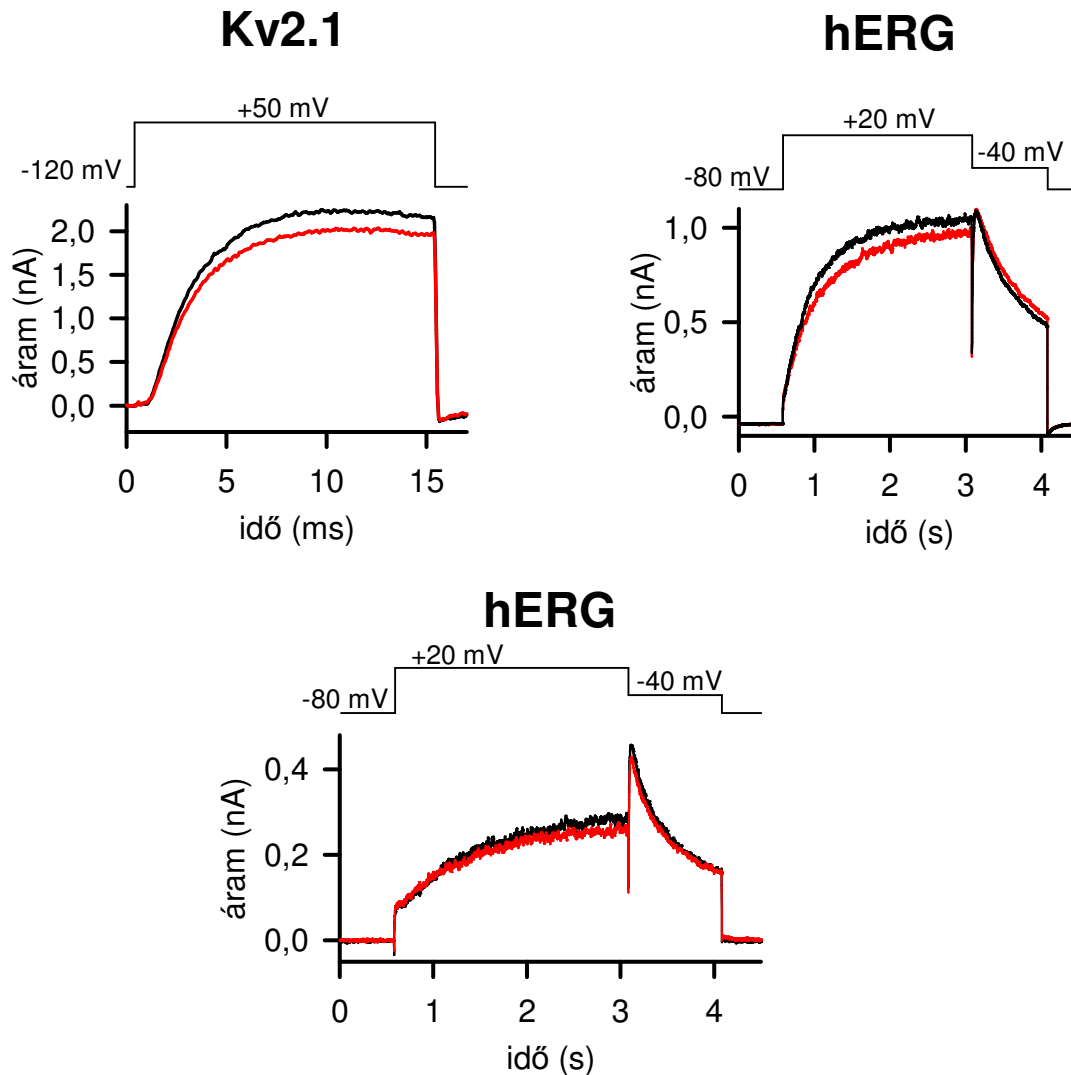 Kv2.1
+50 mV
-120 mV
2,0
1,5
1,0
0,5
0,0
áram (nA)
0 5 10 15
idő (ms)
hERG
+20 mV
-40 mV
-80 mV
1,0
0,5
0,0
áram (nA)
0 1 2 3 4
idő (s)
hERG
+20 mV
-40 mV
-80 mV
0,4
0,2
0,0
áram (nA)
0 1 2 3 4
idő (s)